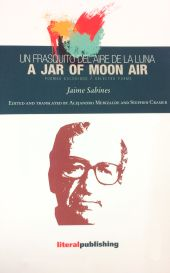 UN FRASQUITO DEL AIRE DE LA LUNA
A JAR OF MOON AIR
POEMAS ESCOGIDOS / SELECTED POEMS
Jaime Sabines
EDITED AND TRANSLATED BY ALEJANDRO MERIZALDE AND STEPHEN CRAMER
literalpublishing